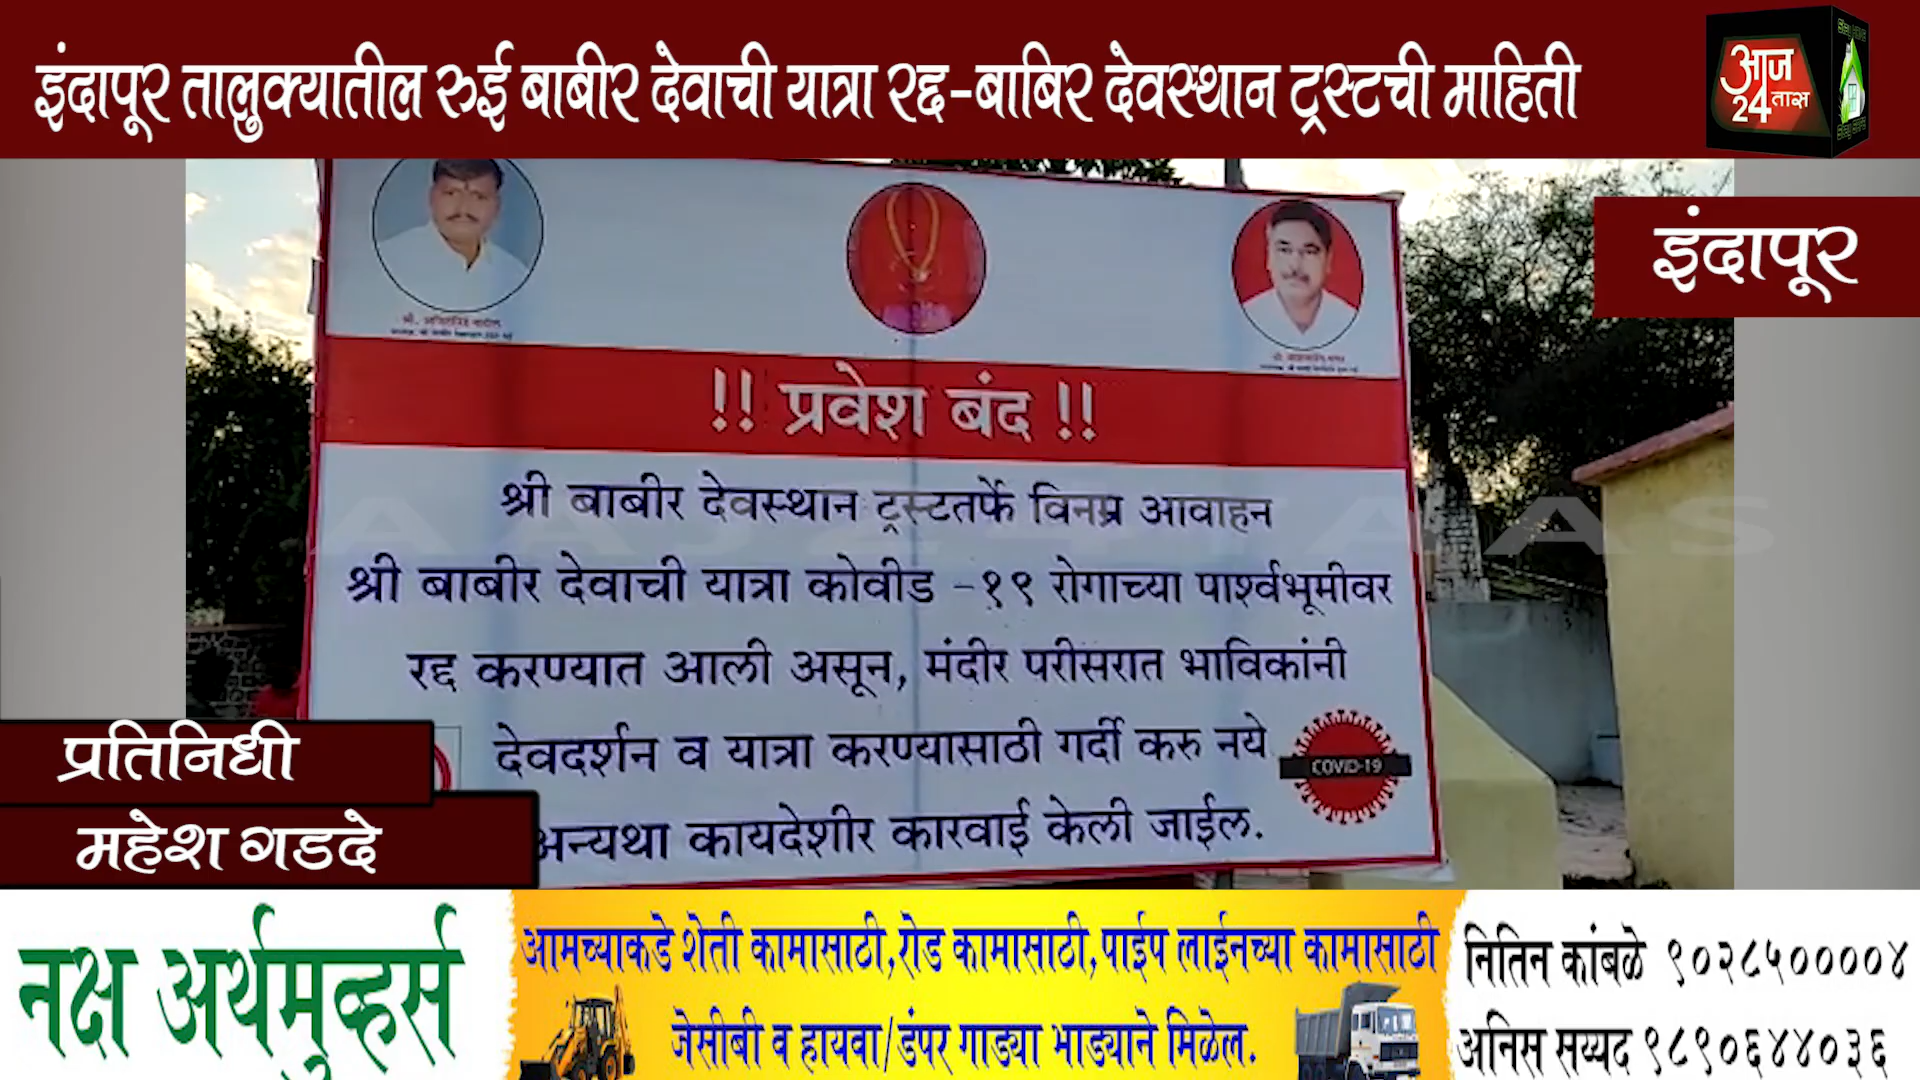 इंदापूर तालुक्यातील रुई बाबीर देवाची यात्रा रद्द-बाबिर देवस्थान ट्रस्टची माहिती
आज
24 तास
इंदापूर
!! प्रवेश बंद !!
श्री बाबीर देवस्थान ट्रस्टतर्फे विनम्र आवाहन
AAJ24TAAS
श्री बाबीर देवाची यात्रा कोवीड -१९ रोगाच्या पार्श्वभूमीवर
रद्द करण्यात आली असून, मंदीर परीसरात भाविकांनी
देवदर्शन व यात्रा करण्यासाठी गर्दी करु नये
COVID-19
अन्यथा कायदेशीर कारवाई केली जाईल.
प्रतिनिधी
महेश गडदे
नक्ष अर्थमुव्हर्स
आमच्याकडे शेती कामासाठी,रोड कामासाठी,पाईप लाईनच्या कामासाठी
जेसीबी व हायवा/डंपर गाड्या भाड्याने मिळेल.
नितिन कांबळे ९०२८५००००४
अनिस सय्यद ९८९०६४४०३६